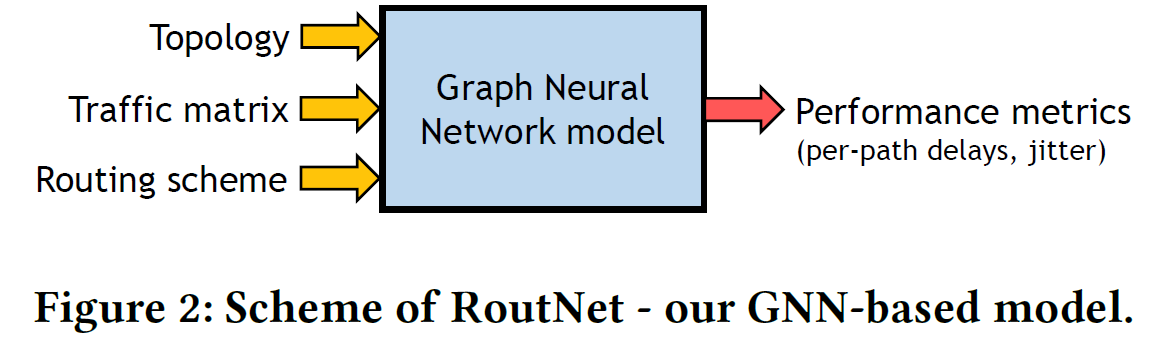 Topology
Traffic matrix
Routing scheme
Graph Neural
Network model
Performance metrics
(per-path delays, jitter)
Figure 2: Scheme of RoutNet - our GNN-based model.